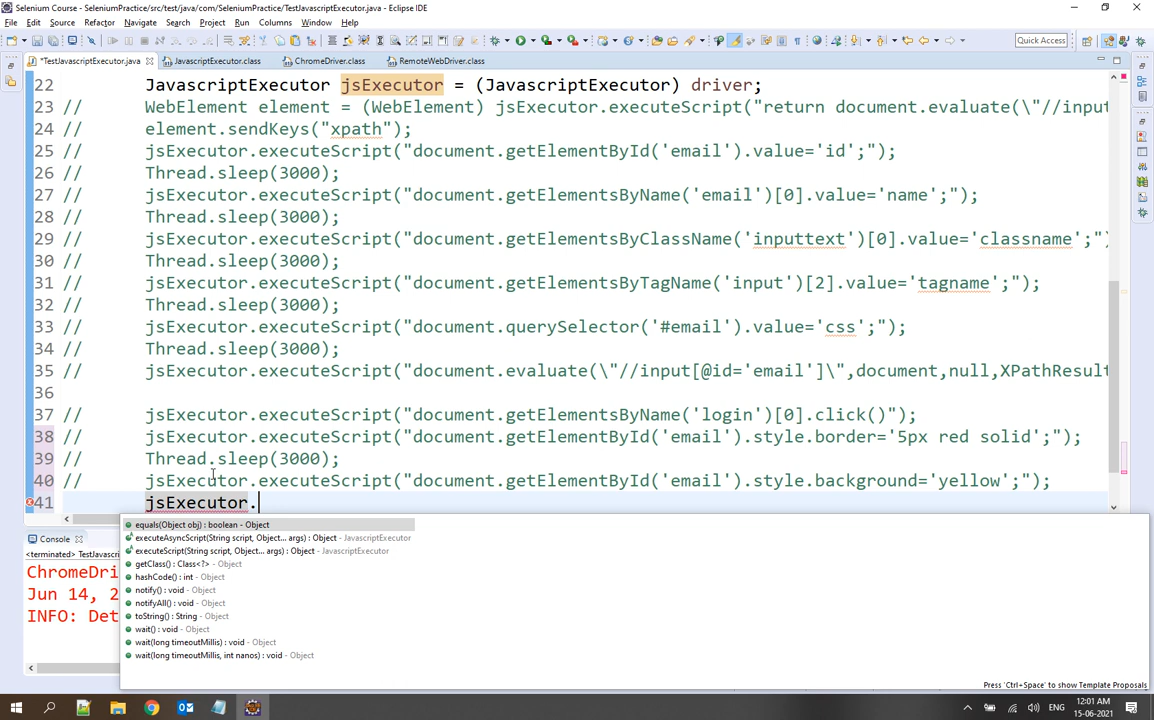 Selenium Course - SeleniumPractice/src/test/java/com/SeleniumPractice/TestJavascriptExecutor.java - Eclipse IDE
File Edit Source Refactor Navigate Search Project Run Columns Window Help
Quick Access
*TestJavascriptExecutor.java JavascriptExecutor.class ChromeDriver.class RemoteWebDriver.class
22 JavascriptExecutor jsExecutor = (JavascriptExecutor) driver;
23 // WebElement element = (WebElement) jsExecutor.executeScript("return document.evaluate(\"//input
24 // element.sendKeys("xpath");
25 // jsExecutor.executeScript("document.getElementById('email').value='id';");
26 // Thread.sleep(3000);
27 // jsExecutor.executeScript("document.getElementsByName('email')[0].value='name';");
28 // Thread.sleep(3000);
29 // jsExecutor.executeScript("document.getElementsByClassName('inputtext')[0].value='classname';")
30 // Thread.sleep(3000);
31 // jsExecutor.executeScript("document.getElementsByTagName('input')[2].value='tagname';");
32 // Thread.sleep(3000);
33 // jsExecutor.executeScript("document.querySelector('#email').value='css';");
34 // Thread.sleep(3000);
35 // jsExecutor.executeScript("document.evaluate(\"//input[@id='email']\",document,null,XPathResult
36
37 // jsExecutor.executeScript("document.getElementsByName('login')[0].click()");
38 // jsExecutor.executeScript("document.getElementById('email').style.border='5px red solid';");
39 // Thread.sleep(3000);
40 // jsExecutor.executeScript("document.getElementById('email').style.background='yellow';");
41 jsExecutor.
Console
<terminated> TestJavasc
ChromeDri
Jun 14, 2
INFO: Det
equals(Object obj) : boolean - Object
executeAsyncScript(String script, Object... args) : Object - JavascriptExecutor
executeScript(String script, Object... args) : Object - JavascriptExecutor
getClass() : Class<?> - Object
hashCode() : int - Object
notify() : void - Object
notifyAll() : void - Object
toString() : String - Object
wait() : void - Object
wait(long timeoutMillis) : void - Object
wait(long timeoutMillis, int nanos) : void - Object
Press 'Ctrl+Space' to show Template Proposals
ENG
12:01 AM
15-06-2021